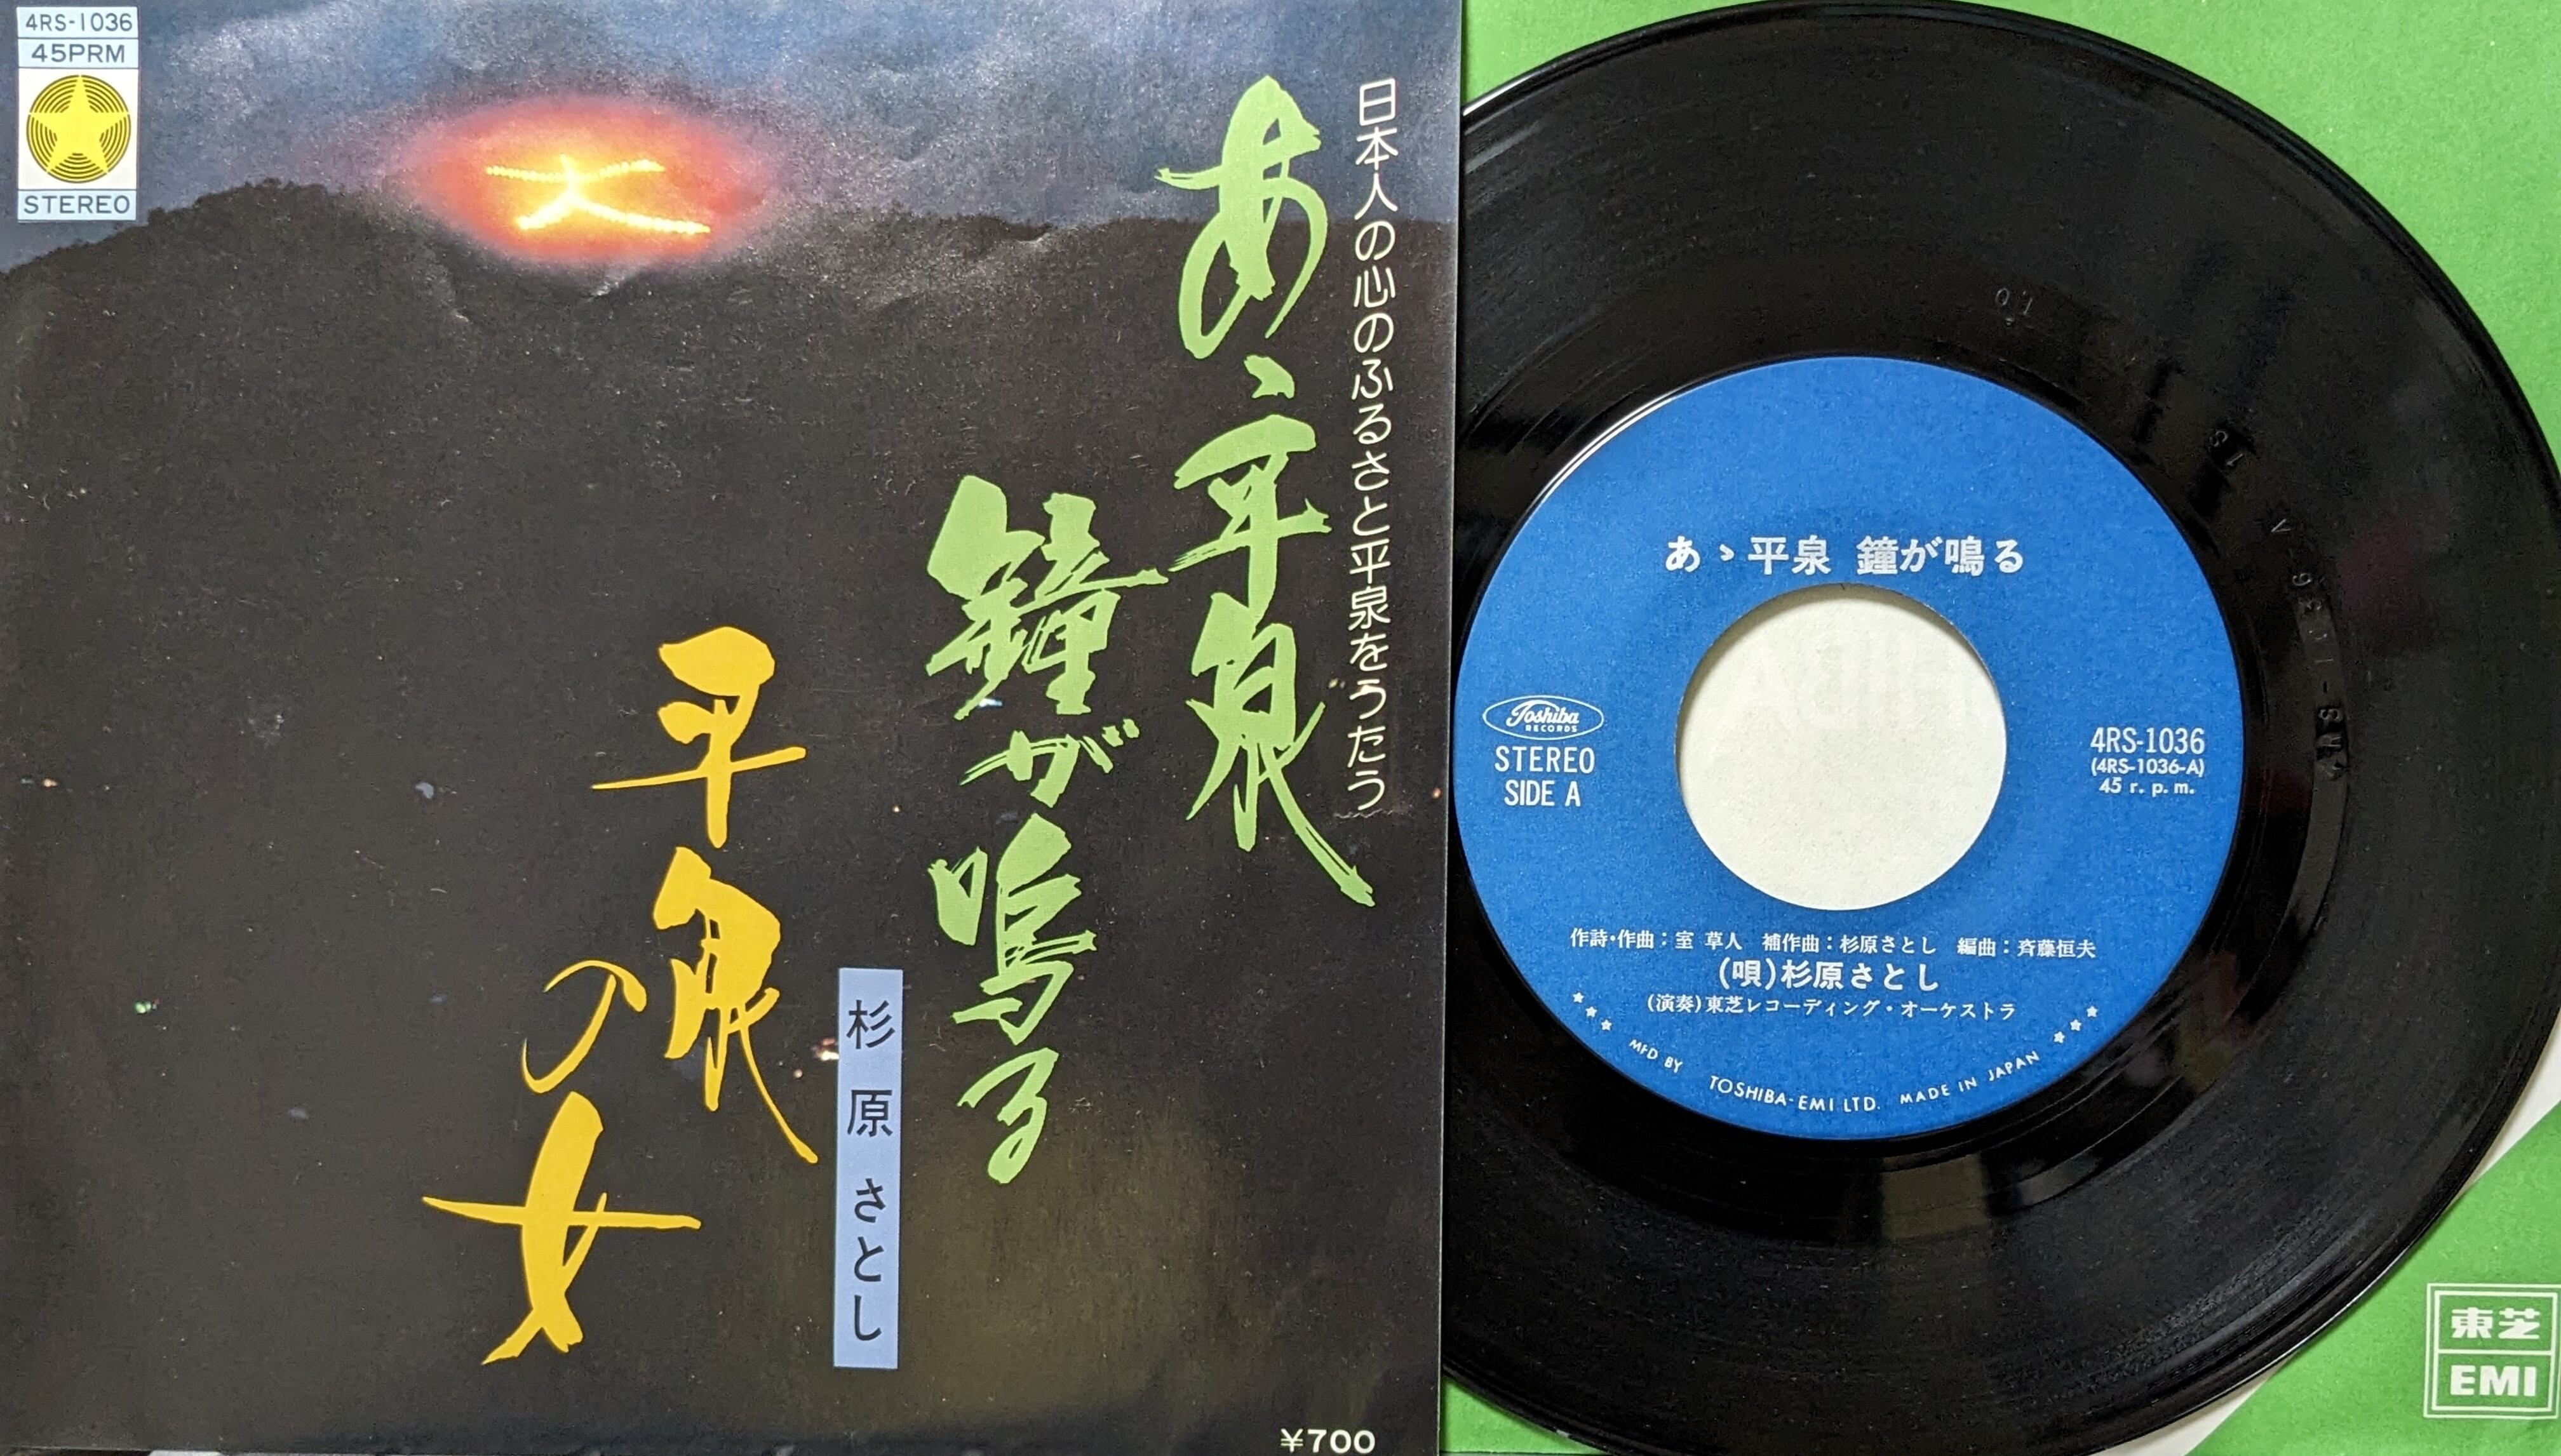 4RS-1036
45PRM
STEREO
日本人の心のふるさと平泉をうたう
あゝ平泉
鐘が鳴る
平泉の女
杉原さとし
¥700
あゝ平泉 鐘が鳴る
Toshiba
RECORDS
STEREO
SIDE A
4RS-1036
(4RS-1036-A)
45 r.p.m.
作詩・作曲：室 草人 補作曲：杉原さとし 編曲：斉藤恒夫
(唄)杉原さとし
(演奏)東芝レコーディング・オーケストラ
MFD BY TOSHIBA-EMI LTD. MADE IN JAPAN
東芝
EMI